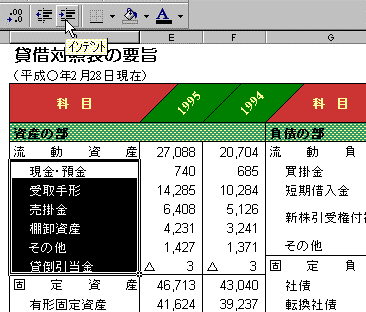 +.0 .00
A
インデント
貸借対照表の要旨
(平成〇年2月28日現在)
科 目 1995 1994 科 目
E F G
資産の部 負債の部
流 動 資 産 27,088 20,704 流 動 負
現金・預金 740 685 買掛金
受取手形 14,285 10,284 短期借入金
売掛金 6,408 5,126 新株引受権付社
棚卸資産 4,231 3,241
その他 1,427 1,371 その他
貸倒引当金 △ 3 △ 3
固 定 資 産 46,713 43,040 固 定 負
有形固定資産 41,624 39,237 社債
転換社債